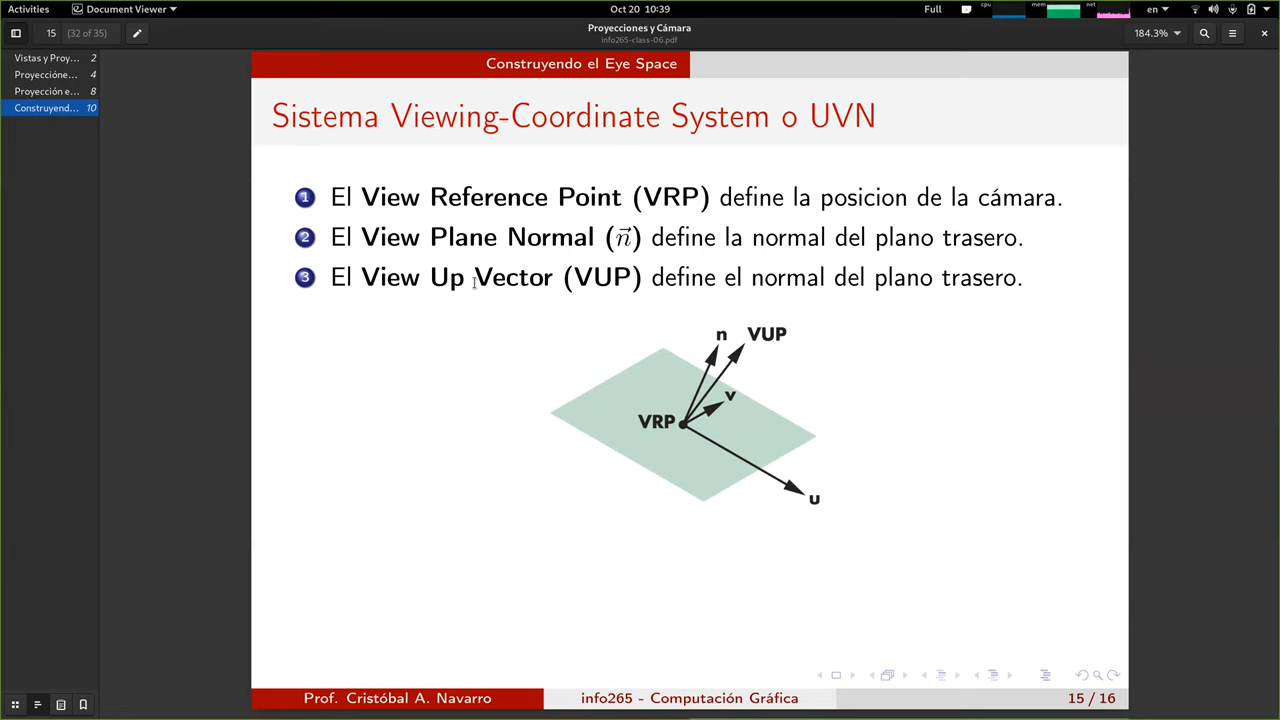 Activities
Document Viewer
Oct 20 10:39
Full
cpu
mem
net
en
15
(32 of 35)
Proyecciones y Cámara
info265-class-06.pdf
184.3%
Vistas y Proy... 2
Proyeccióne... 4
Proyección e... 8
Construyend... 10
Construyendo el Eye Space
Sistema Viewing-Coordinate System o UVN
1 El View Reference Point (VRP) define la posicion de la cámara.
2 El View Plane Normal (n⃗) define la normal del plano trasero.
3 El View Up Vector (VUP) define el normal del plano trasero.
n
VUP
v
VRP
u
Prof. Cristóbal A. Navarro
info265 - Computación Gráfica
15 / 16